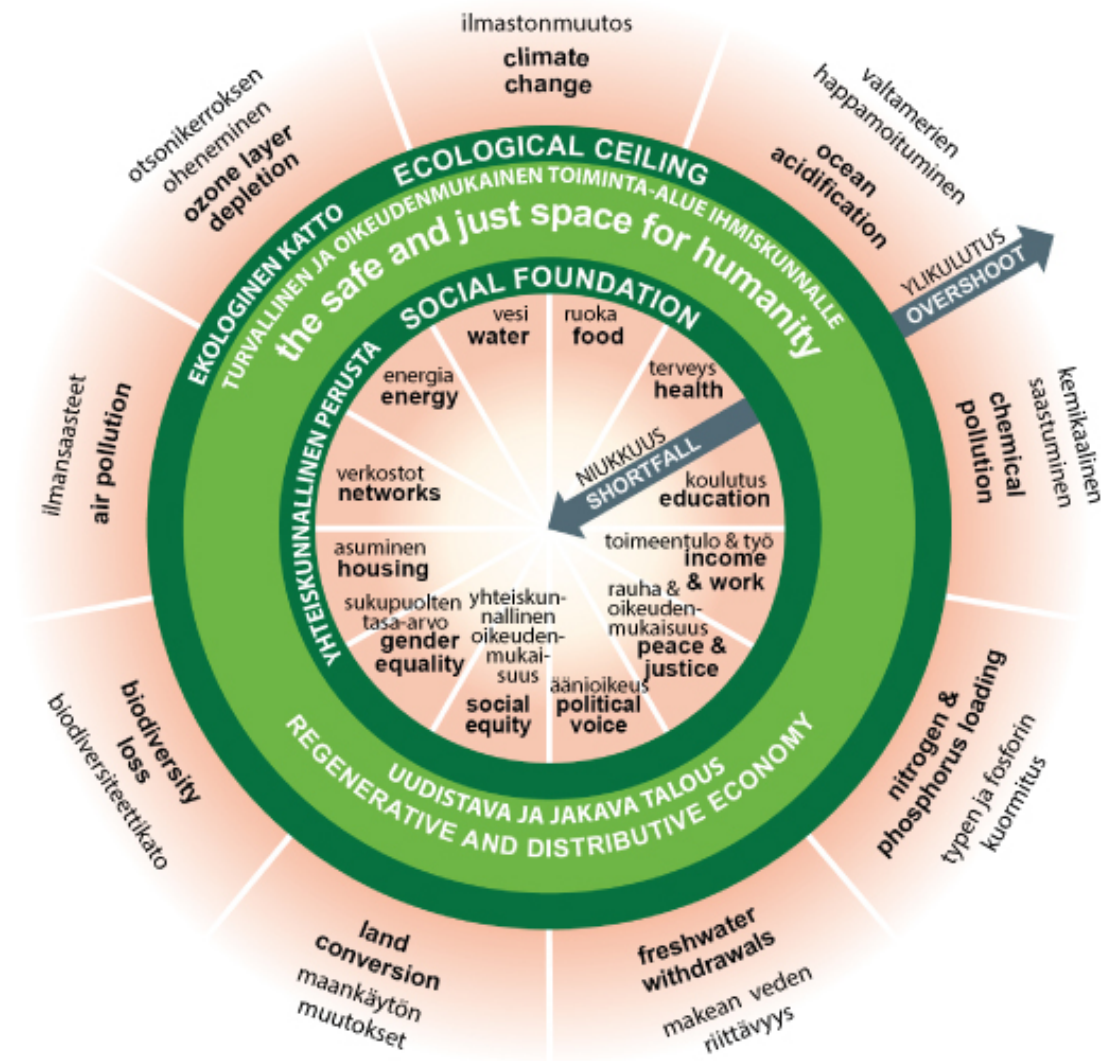 ilmastonmuutos
climate
change
valtamerien
happamoituminen
ocean
acidification
YLIKULUTUS
OVERSHOOT
kemikaalinen
saastuminen
chemical
pollution
nitrogen &
phosphorus loading
typen ja fosforin
kuormitus
freshwater
withdrawals
makean veden
riittävyys
land
conversion
maankäytön
muutokset
biodiversity
loss
biodiversiteettikato
ilmansaasteet
air pollution
otsonikerroksen
oheneminen
ozone layer
depletion
EKOLOGINEN KATTO
ECOLOGICAL CEILING
TURVALLINEN JA OIKEUDENMUKAINEN TOIMINTA-ALUE IHMISKUNNALLE
the safe and just space for humanity
YHTEISKUNNALLINEN PERUSTA
SOCIAL FOUNDATION
vesi
water
ruoka
food
terveys
health
NIUKKUUS
SHORTFALL
koulutus
education
toimeentulo & työ
income
& work
rauha &
oikeuden-
mukaisuus
peace &
justice
äänioikeus
political
voice
yhteiskun-
nallinen
oikeuden-
mukai-
suus
social
equity
sukupuolten
tasa-arvo
gender
equality
asuminen
housing
verkostot
networks
energia
energy
UUDISTAVA JA JAKAVA TALOUS
REGENERATIVE AND DISTRIBUTIVE ECONOMY